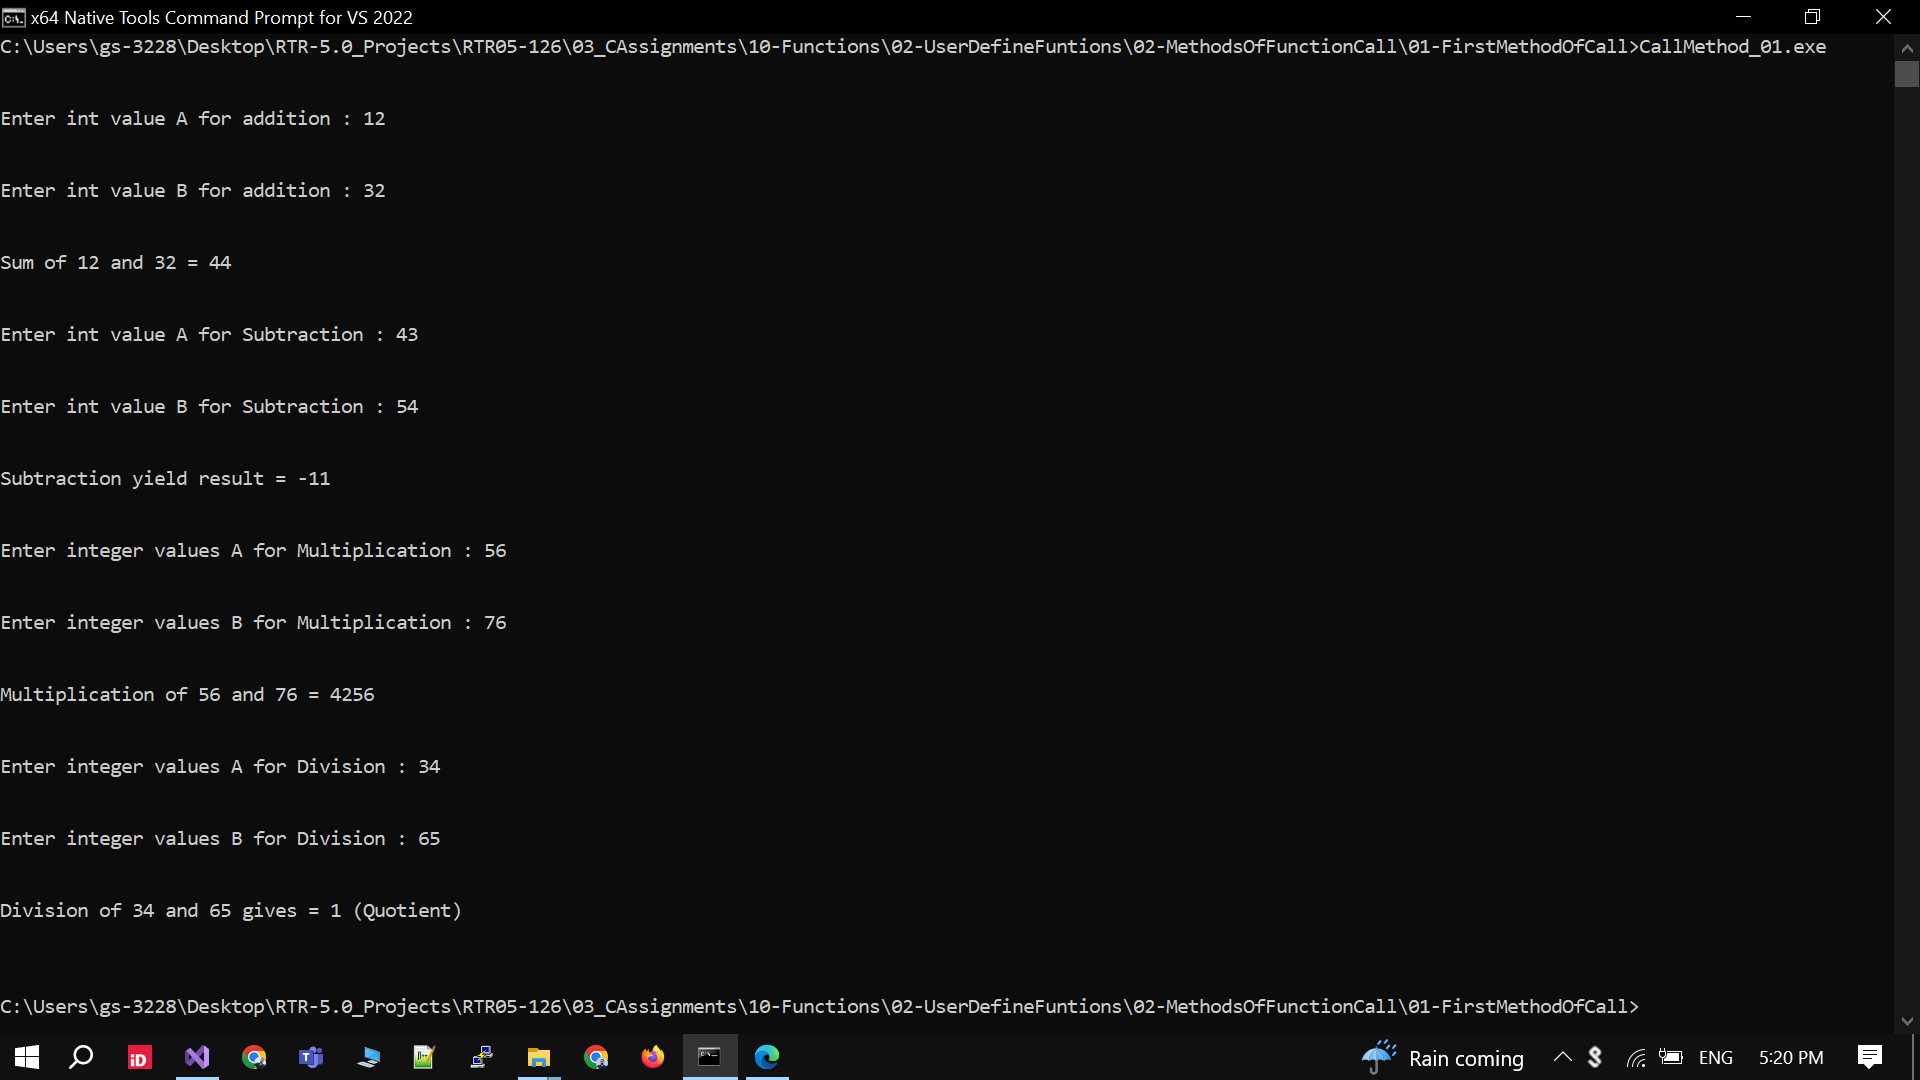 x64 Native Tools Command Prompt for VS 2022
C:\Users\gs-3228\Desktop\RTR-5.0_Projects\RTR05-126\03_CAssignments\10-Functions\02-UserDefineFuntions\02-MethodsOfFunctionCall\01-FirstMethodOfCall>CallMethod_01.exe
Enter int value A for addition : 12
Enter int value B for addition : 32
Sum of 12 and 32 = 44
Enter int value A for Subtraction : 43
Enter int value B for Subtraction : 54
Subtraction yield result = -11
Enter integer values A for Multiplication : 56
Enter integer values B for Multiplication : 76
Multiplication of 56 and 76 = 4256
Enter integer values A for Division : 34
Enter integer values B for Division : 65
Division of 34 and 65 gives = 1 (Quotient)
C:\Users\gs-3228\Desktop\RTR-5.0_Projects\RTR05-126\03_CAssignments\10-Functions\02-UserDefineFuntions\02-MethodsOfFunctionCall\01-FirstMethodOfCall>
iD
Rain coming
ENG
5:20 PM